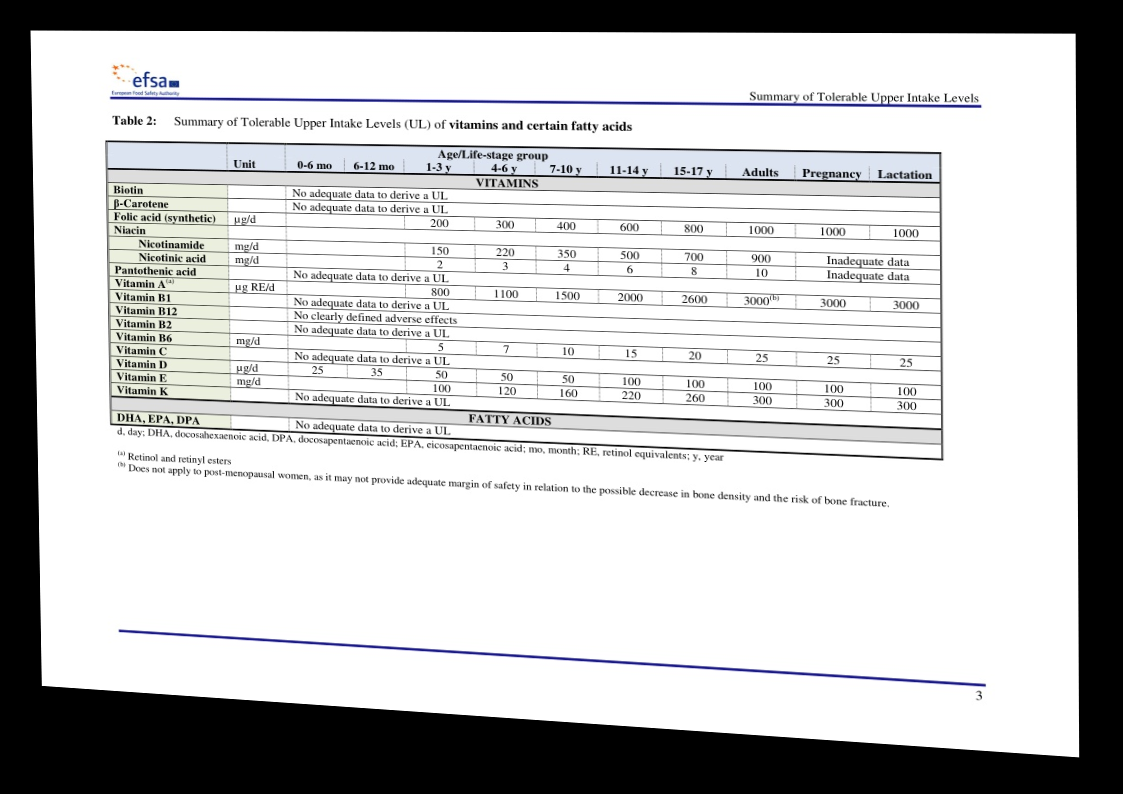 efsa
European Food Safety Authority
Summary of Tolerable Upper Intake Levels
Table 2: Summary of Tolerable Upper Intake Levels (UL) of vitamins and certain fatty acids
Age/Life-stage group
Unit 0-6 mo 6-12 mo 1-3 y 4-6 y 7-10 y 11-14 y 15-17 y Adults Pregnancy Lactation
VITAMINS
Biotin No adequate data to derive a UL
β-Carotene No adequate data to derive a UL
Folic acid (synthetic) µg/d 200 300 400 600 800 1000 1000 1000
Niacin
Nicotinamide mg/d 150 220 350 500 700 900 Inadequate data
Nicotinic acid mg/d 2 3 4 6 8 10 Inadequate data
Pantothenic acid No adequate data to derive a UL
Vitamin A(a) µg RE/d 800 1100 1500 2000 2600 3000(b) 3000 3000
Vitamin B1 No adequate data to derive a UL
Vitamin B12 No clearly defined adverse effects
Vitamin B2 No adequate data to derive a UL
Vitamin B6 mg/d 5 7 10 15 20 25 25 25
Vitamin C No adequate data to derive a UL
Vitamin D µg/d 25 35 50 50 50 100 100 100 100 100
Vitamin E mg/d 100 120 160 220 260 300 300 300
Vitamin K No adequate data to derive a UL
FATTY ACIDS
DHA, EPA, DPA No adequate data to derive a UL
d, day; DHA, docosahexaenoic acid, DPA, docosapentaenoic acid; EPA, eicosapentaenoic acid; mo, month; RE, retinol equivalents; y, year
(a) Retinol and retinyl esters
(b) Does not apply to post-menopausal women, as it may not provide adequate margin of safety in relation to the possible decrease in bone density and the risk of bone fracture.
3